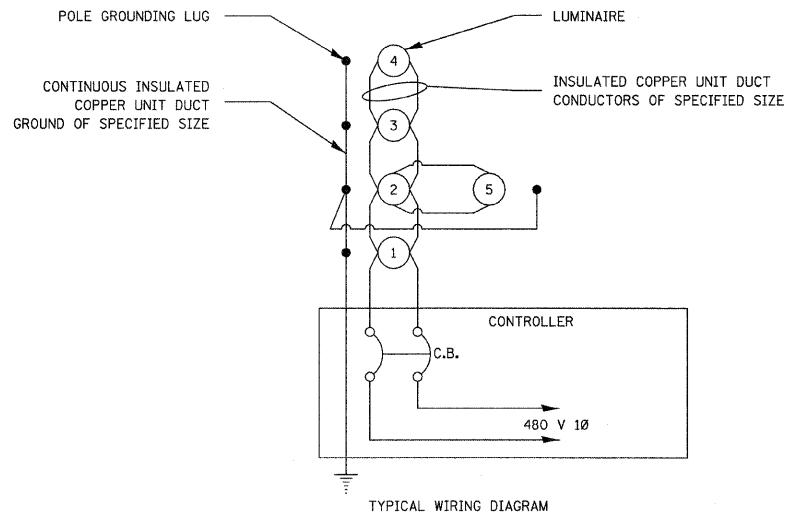 POLE GROUNDING LUG
LUMINAIRE
4
CONTINUOUS INSULATED
COPPER UNIT DUCT
GROUND OF SPECIFIED SIZE
INSULATED COPPER UNIT DUCT
CONDUCTORS OF SPECIFIED SIZE
3
2
5
1
CONTROLLER
C.B.
480 V 1Ø
TYPICAL WIRING DIAGRAM